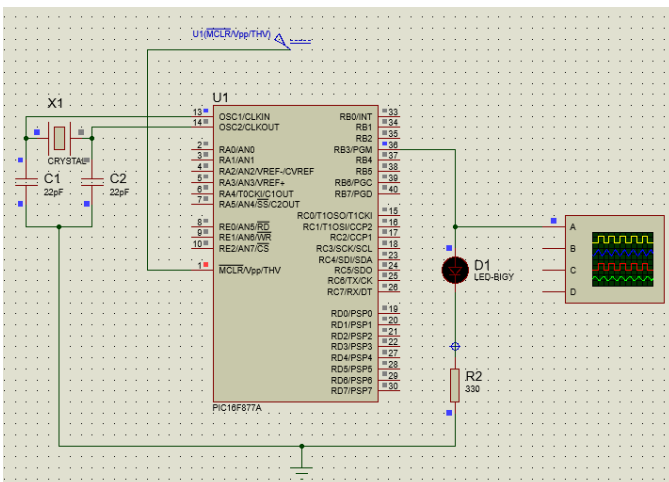 U1(MCLR/Vpp/THV)
X1
CRYSTAL
C1
22pF
C2
22pF
U1
13 OSC1/CLKIN
14 OSC2/CLKOUT
2 RA0/AN0
3 RA1/AN1
4 RA2/AN2/VREF-/CVREF
5 RA3/AN3/VREF+
6 RA4/T0CKI/C1OUT
7 RA5/AN4/SS/C2OUT
8 RE0/AN5/RD
9 RE1/AN6/WR
10 RE2/AN7/CS
1 MCLR/Vpp/THV
RB0/INT 33
RB1 34
RB2 35
RB3/PGM 36
RB4 37
RB5 38
RB6/PGC 39
RB7/PGD 40
RC0/T1OSO/T1CKI 15
RC1/T1OSI/CCP2 16
RC2/CCP1 17
RC3/SCK/SCL 18
RC4/SDI/SDA 23
RC5/SDO 24
RC6/TX/CK 25
RC7/RX/DT 26
RD0/PSP0 19
RD1/PSP1 20
RD2/PSP2 21
RD3/PSP3 22
RD4/PSP4 27
RD5/PSP5 28
RD6/PSP6 29
RD7/PSP7 30
PIC16F877A
D1
LED-BIGY
R2
330
A
B
C
D